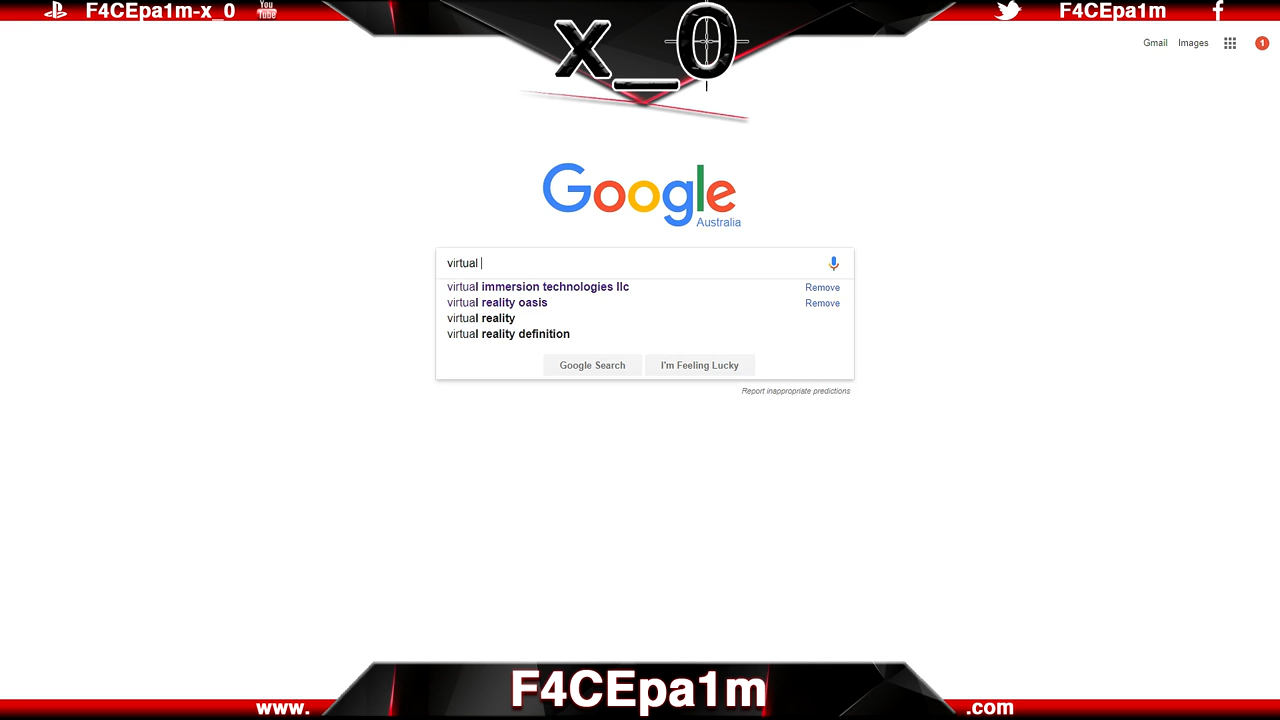 F4CEpa1m-x_0
You
Tube
F4CEpa1m
x_0
Gmail Images 1
Google
Australia
virtual
virtual immersion technologies llc Remove
virtual reality oasis Remove
virtual reality
virtual reality definition
Google Search I'm Feeling Lucky
Report inappropriate predictions
F4CEpa1m
www. .com